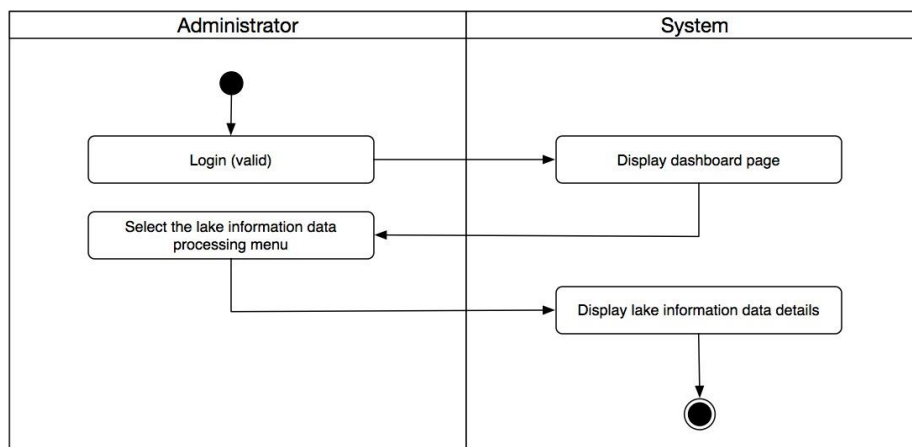 Administrator
System
Login (valid)
Display dashboard page
Select the lake information data
processing menu
Display lake information data details